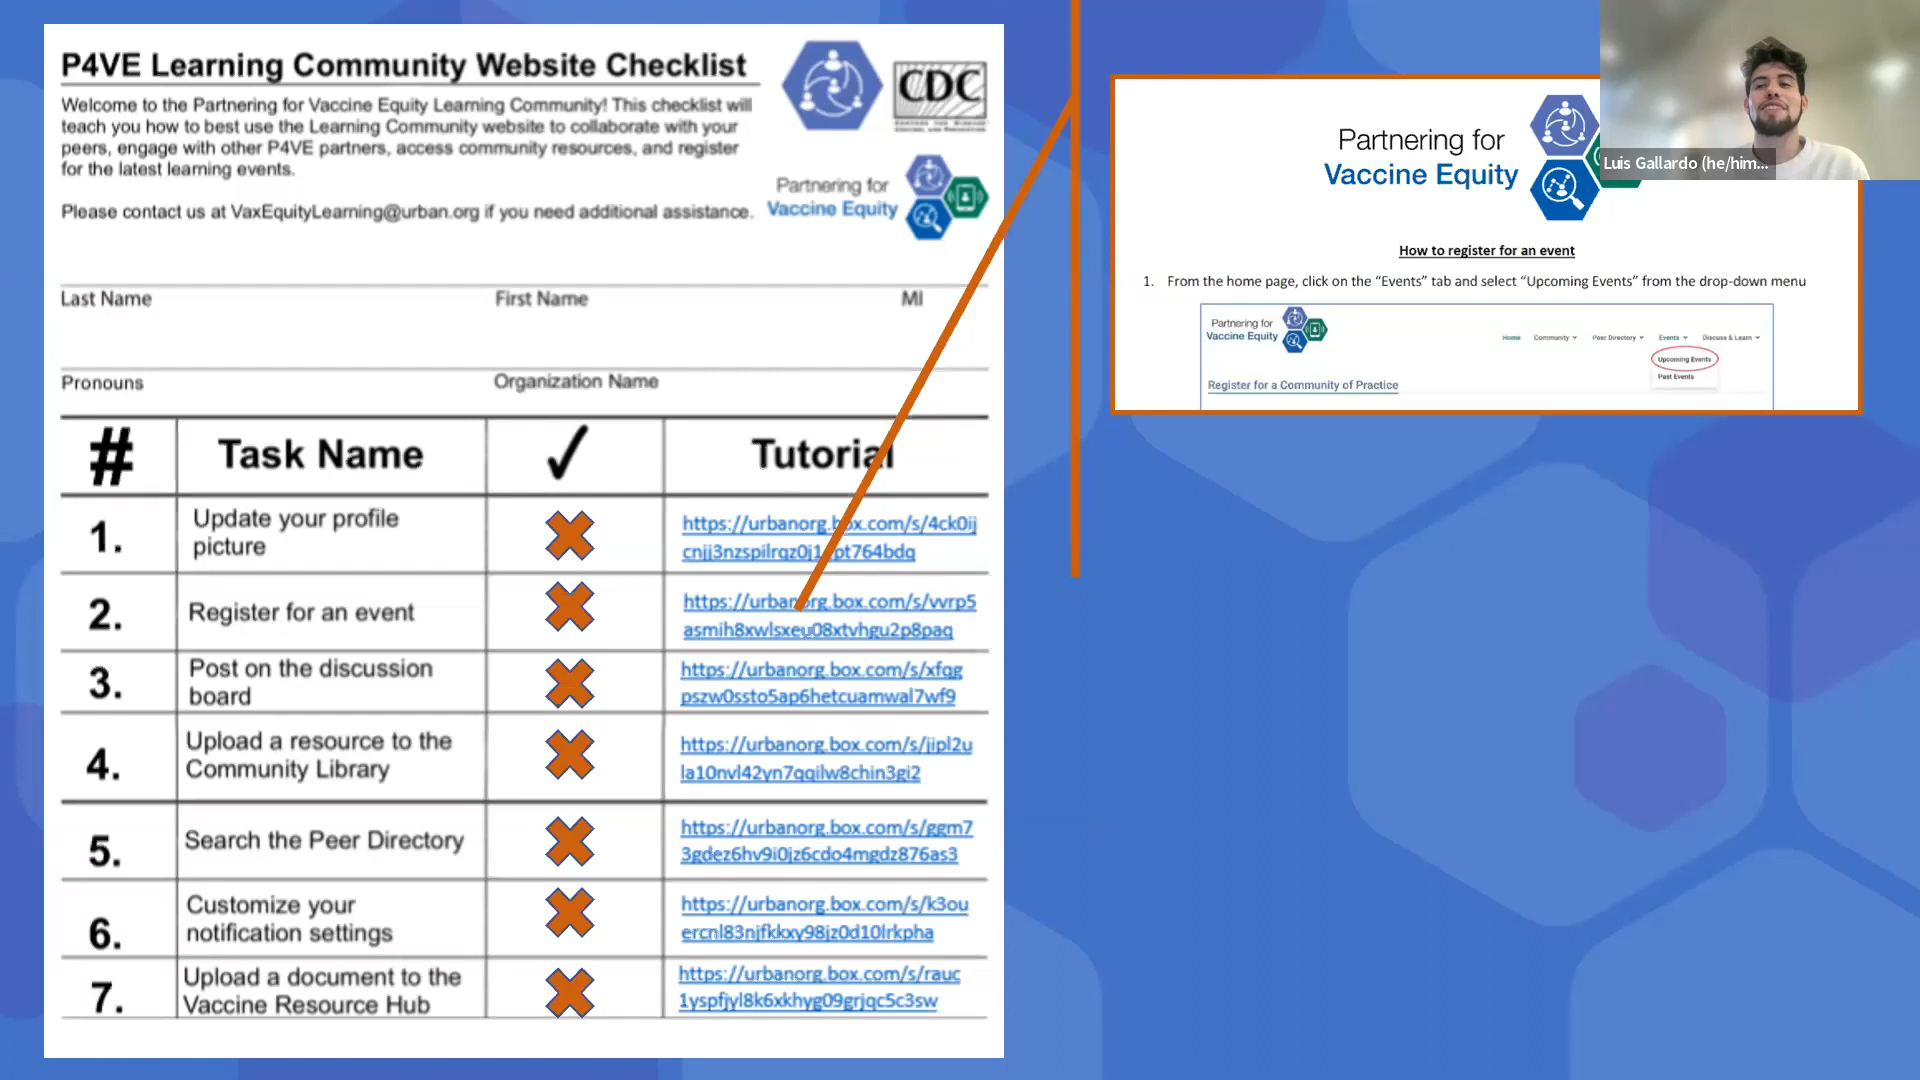 P4VE Learning Community Website Checklist
Welcome to the Partnering for Vaccine Equity Learning Community! This checklist will
teach you how to best use the Learning Community website to collaborate with your
peers, engage with other P4VE partners, access community resources, and register
for the latest learning events.
Please contact us at VaxEquityLearning@urban.org if you need additional assistance.
CDC
Partnering for
Vaccine Equity
Last Name First Name MI
Pronouns Organization Name
# Task Name ✓ Tutorial
1. Update your profile
picture
https://urbanorg.box.com/s/4ck0ij
2. Register for an event
https://urbanorg.box.com/s/vvrp5
asmih8xwlsxeu08xtvhgu2p8paq
3. Post on the discussion
board
https://urbanorg.box.com/s/xfqg
pszw0ssto5ap6hetcuamwal7wf9
4. Upload a resource to the
Community Library
https://urbanorg.box.com/s/jipl2u
la10nvl42yn7qqilw8chin3gi2
5. Search the Peer Directory
https://urbanorg.box.com/s/ggm7
3gdez6hv9i0jz6cdo4mgdz876as3
6. Customize your
notification settings
https://urbanorg.box.com/s/k3ou
ercnl83njfkkxy98jz0d10lrkpha
7. Upload a document to the
Vaccine Resource Hub
https://urbanorg.box.com/s/rauc
1yspfjyl8k6xkhyg09grjqc5c3sw
Partnering for
Vaccine Equity
How to register for an event
1. From the home page, click on the “Events” tab and select “Upcoming Events” from the drop-down menu
Partnering for
Vaccine Equity
Home Community Peer Directory Events Discuss & Learn
Upcoming Events
Past Events
Register for a Community of Practice
Luis Gallardo (he/him...